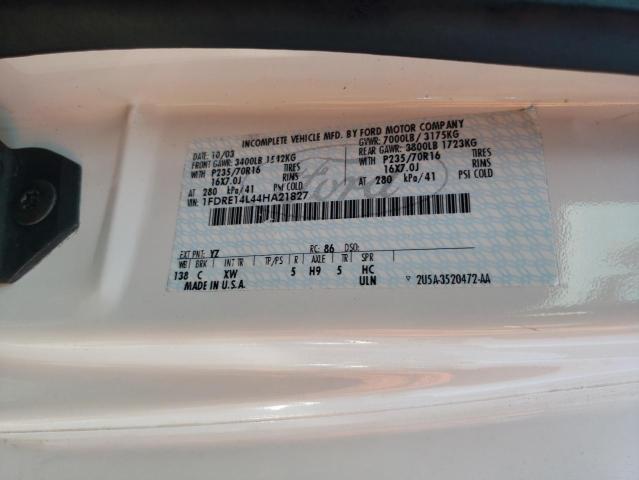 INCOMPLETE VEHICLE MFD. BY FORD MOTOR COMPANY
10/03 GVWR: 7000LB/ 3175KG
FRONT GAWR: 3400LB 1542KG REAR GAWR: 3800LB 1723KG
WITH P235/70R16 TIRES WITH P235/70R16 TIRES
16X7.0J 16X7.0J
AT 280 kPa/41 PSI COLD AT 280 kPa/41 PSI COLD
VIN: 1FDRE14L44HA21827
Ford
EXT PNT: YZ RC: 86 DSO:
WB BRK INT TR TP/PS R AXLE TR SPR
138 C XW 5 H9 5 HC
MADE IN U.S.A. ULN 2U5A-3520472-AA